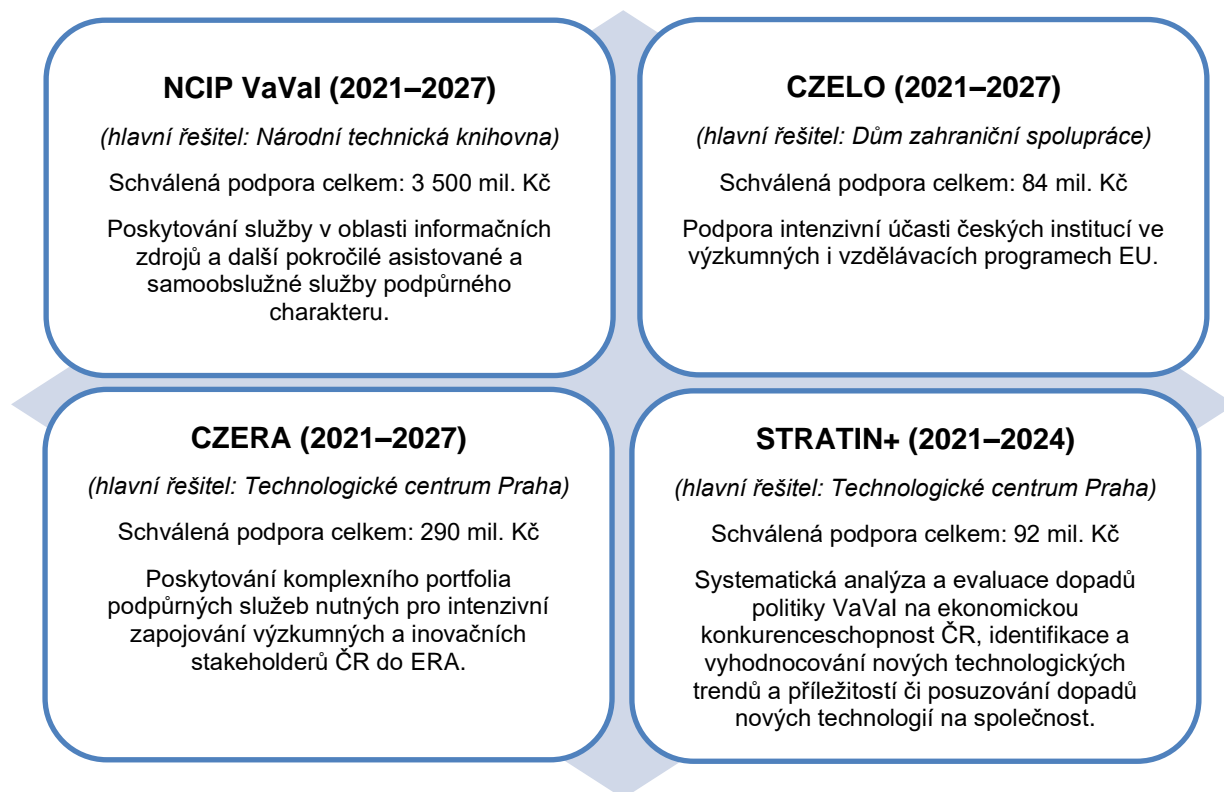 NCIP VaVaI (2021–2027)
(hlavní řešitel: Národní technická knihovna)
Schválená podpora celkem: 3 500 mil. Kč
Poskytování služby v oblasti informačních
zdrojů a další pokročilé asistované a
samoobslužné služby podpůrného
charakteru.
CZELO (2021–2027)
(hlavní řešitel: Dům zahraniční spolupráce)
Schválená podpora celkem: 84 mil. Kč
Podpora intenzivní účasti českých institucí ve
výzkumných i vzdělávacích programech EU.
CZERA (2021–2027)
(hlavní řešitel: Technologické centrum Praha)
Schválená podpora celkem: 290 mil. Kč
Poskytování komplexního portfolia
podpůrných služeb nutných pro intenzivní
zapojování výzkumných a inovačních
stakeholderů ČR do ERA.
STRATIN+ (2021–2024)
(hlavní řešitel: Technologické centrum Praha)
Schválená podpora celkem: 92 mil. Kč
Systematická analýza a evaluace dopadů
politiky VaVaI na ekonomickou
konkurenceschopnost ČR, identifikace a
vyhodnocování nových technologických
trendů a příležitostí či posuzování dopadů
nových technologií na společnost.